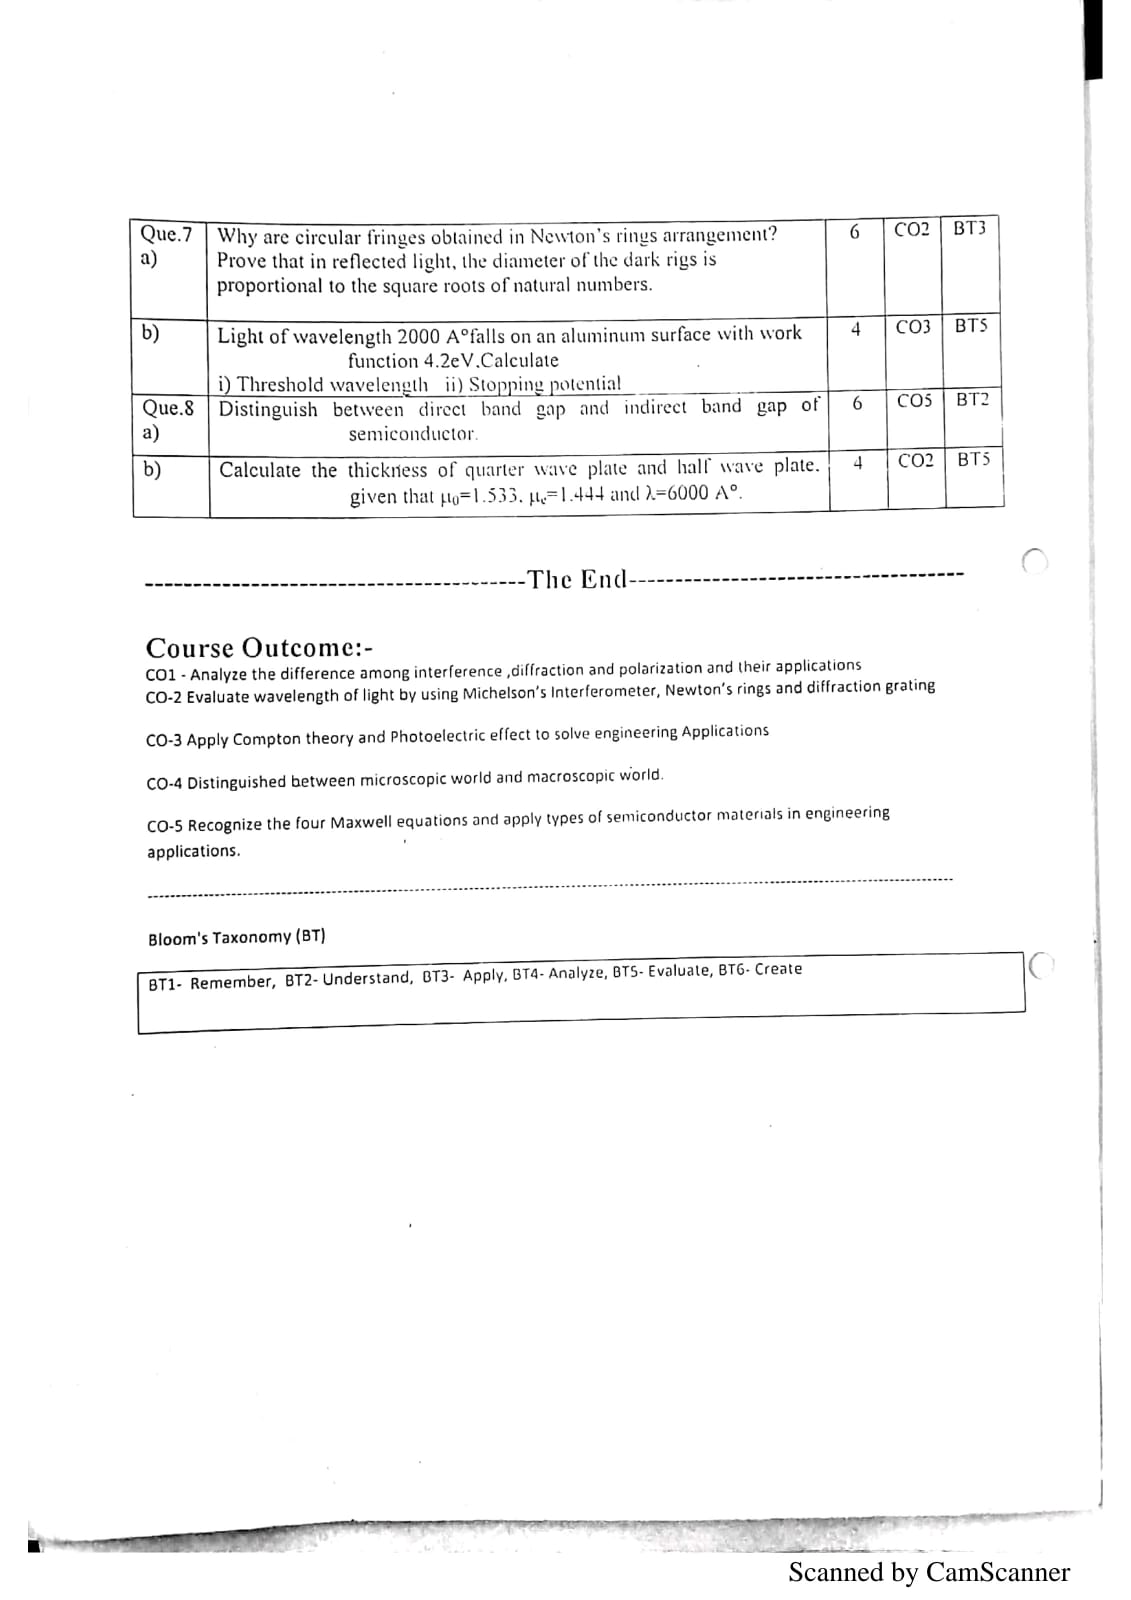 Que.7 Why are circular fringes obtained in Newton's rings arrangement? 6 CO2 BT3
a) Prove that in reflected light, the diameter of the dark rigs is
proportional to the square roots of natural numbers.
b) Light of wavelength 2000 A°falls on an aluminum surface with work 4 CO3 BT5
function 4.2eV.Calculate
i) Threshold wavelength ii) Stopping potential
Que.8 Distinguish between direct band gap and indirect band gap of 6 CO5 BT2
a) semiconductor.
b) Calculate the thickness of quarter wave plate and half wave plate. 4 CO2 BT5
given that μ₀=1.533. μₑ=1.444 and λ=6000 A°.
---------------------------------------The End------------------------------------
Course Outcome:-
CO1 - Analyze the difference among interference ,diffraction and polarization and their applications
CO-2 Evaluate wavelength of light by using Michelson's Interferometer, Newton's rings and diffraction grating
CO-3 Apply Compton theory and Photoelectric effect to solve engineering Applications
CO-4 Distinguished between microscopic world and macroscopic world.
CO-5 Recognize the four Maxwell equations and apply types of semiconductor materials in engineering
applications.
Bloom's Taxonomy (BT)
BT1- Remember, BT2- Understand, BT3- Apply, BT4- Analyze, BT5- Evaluate, BT6- Create
Scanned by CamScanner